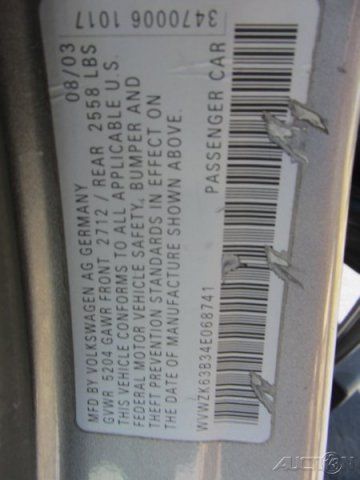 MFD BY VOLKSWAGEN AG GERMANY 08/03
GVWR 5204 GAWR FRONT 2712 / REAR 2558 LBS
THIS VEHICLE CONFORMS TO ALL APPLICABLE U.S.
FEDERAL MOTOR VEHICLE SAFETY, BUMPER AND
THEFT PREVENTION STANDARDS IN EFFECT ON
THE DATE OF MANUFACTURE SHOWN ABOVE.
WVWZK63B34E068741 PASSENGER CAR
3470006 1017
AUTOnTER